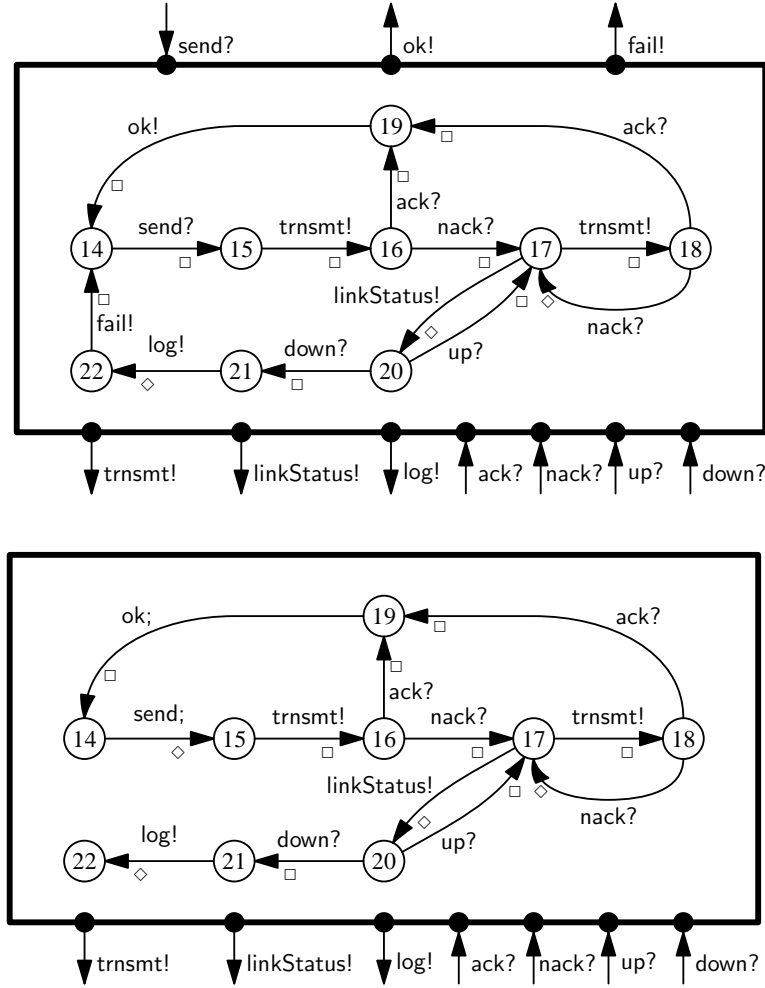 send? ok! fail!
ok! 19 ack?
□ □
□
ack?
send? trnsmt! nack? trnsmt!
14 15 16 17 18
□ □ □ □
linkStatus! □ ◇
□ ◇ nack?
fail! log! down? up?
22 21 20
◇ □
trnsmt! linkStatus! log! ack? nack? up? down?
ok; 19 ack?
□ □
□
ack?
send; trnsmt! nack? trnsmt!
14 15 16 17 18
◇ □ □ □
linkStatus! □ ◇
◇ nack?
log! down? up?
22 21 20
◇ □
trnsmt! linkStatus! log! ack? nack? up? down?